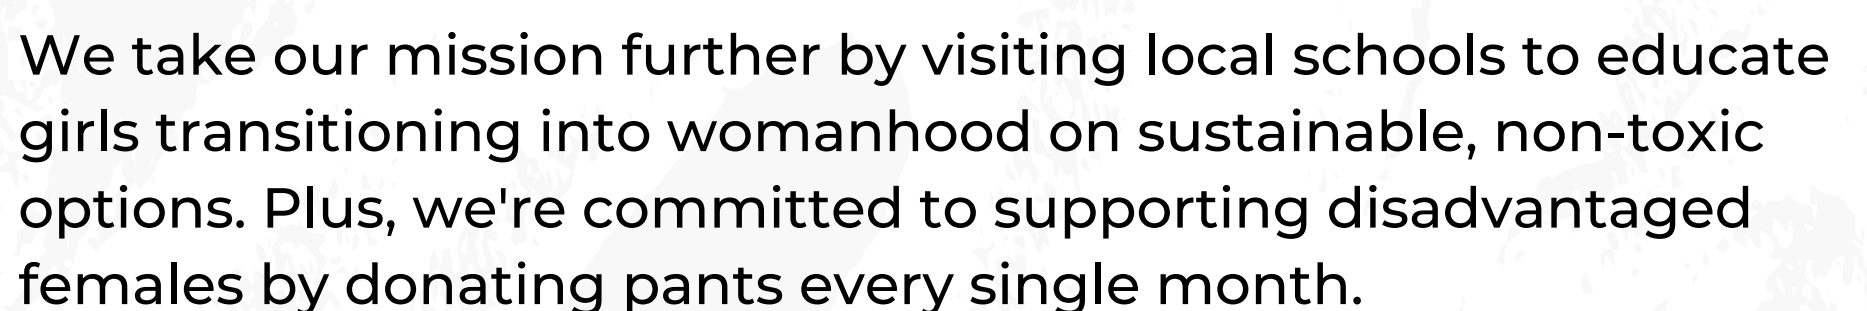 We take our mission further by visiting local schools to educate
girls transitioning into womanhood on sustainable, non-toxic
options. Plus, we're committed to supporting disadvantaged
females by donating pants every single month.